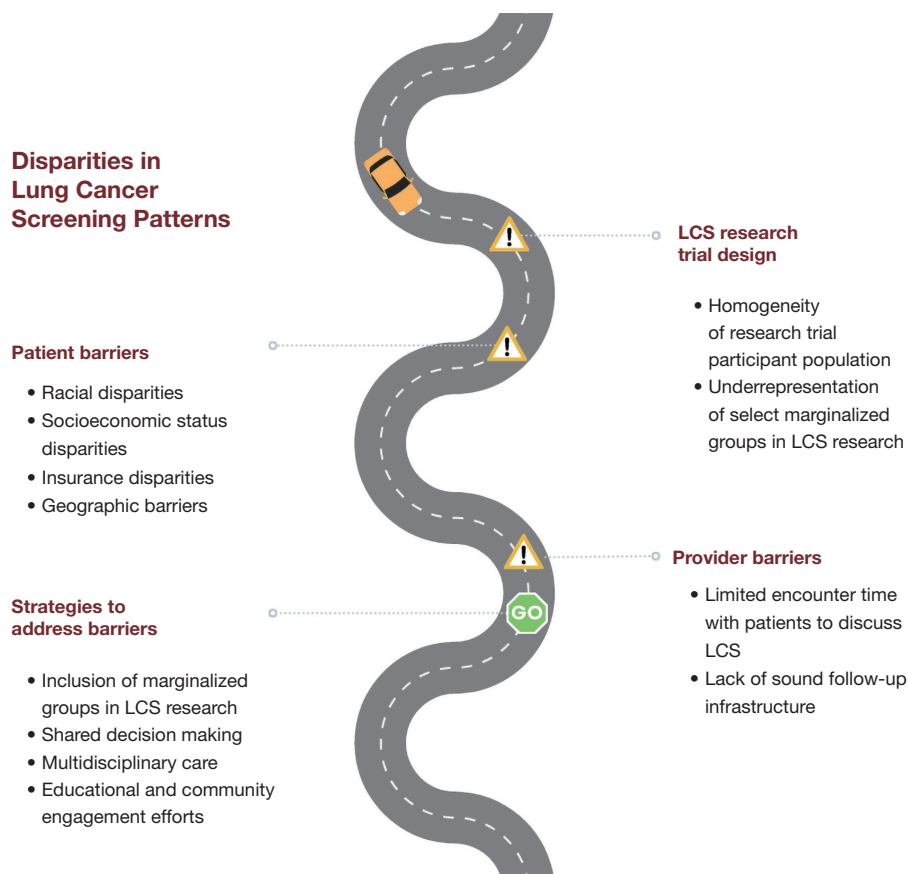 Disparities in
Lung Cancer
Screening Patterns
!
LCS research
trial design
• Homogeneity
of research trial
participant population
• Underrepresentation
of select marginalized
groups in LCS research
!
Patient barriers
• Racial disparities
• Socioeconomic status
disparities
• Insurance disparities
• Geographic barriers
!
Provider barriers
• Limited encounter time
with patients to discuss
LCS
• Lack of sound follow-up
infrastructure
GO
Strategies to
address barriers
• Inclusion of marginalized
groups in LCS research
• Shared decision making
• Multidisciplinary care
• Educational and community
engagement efforts